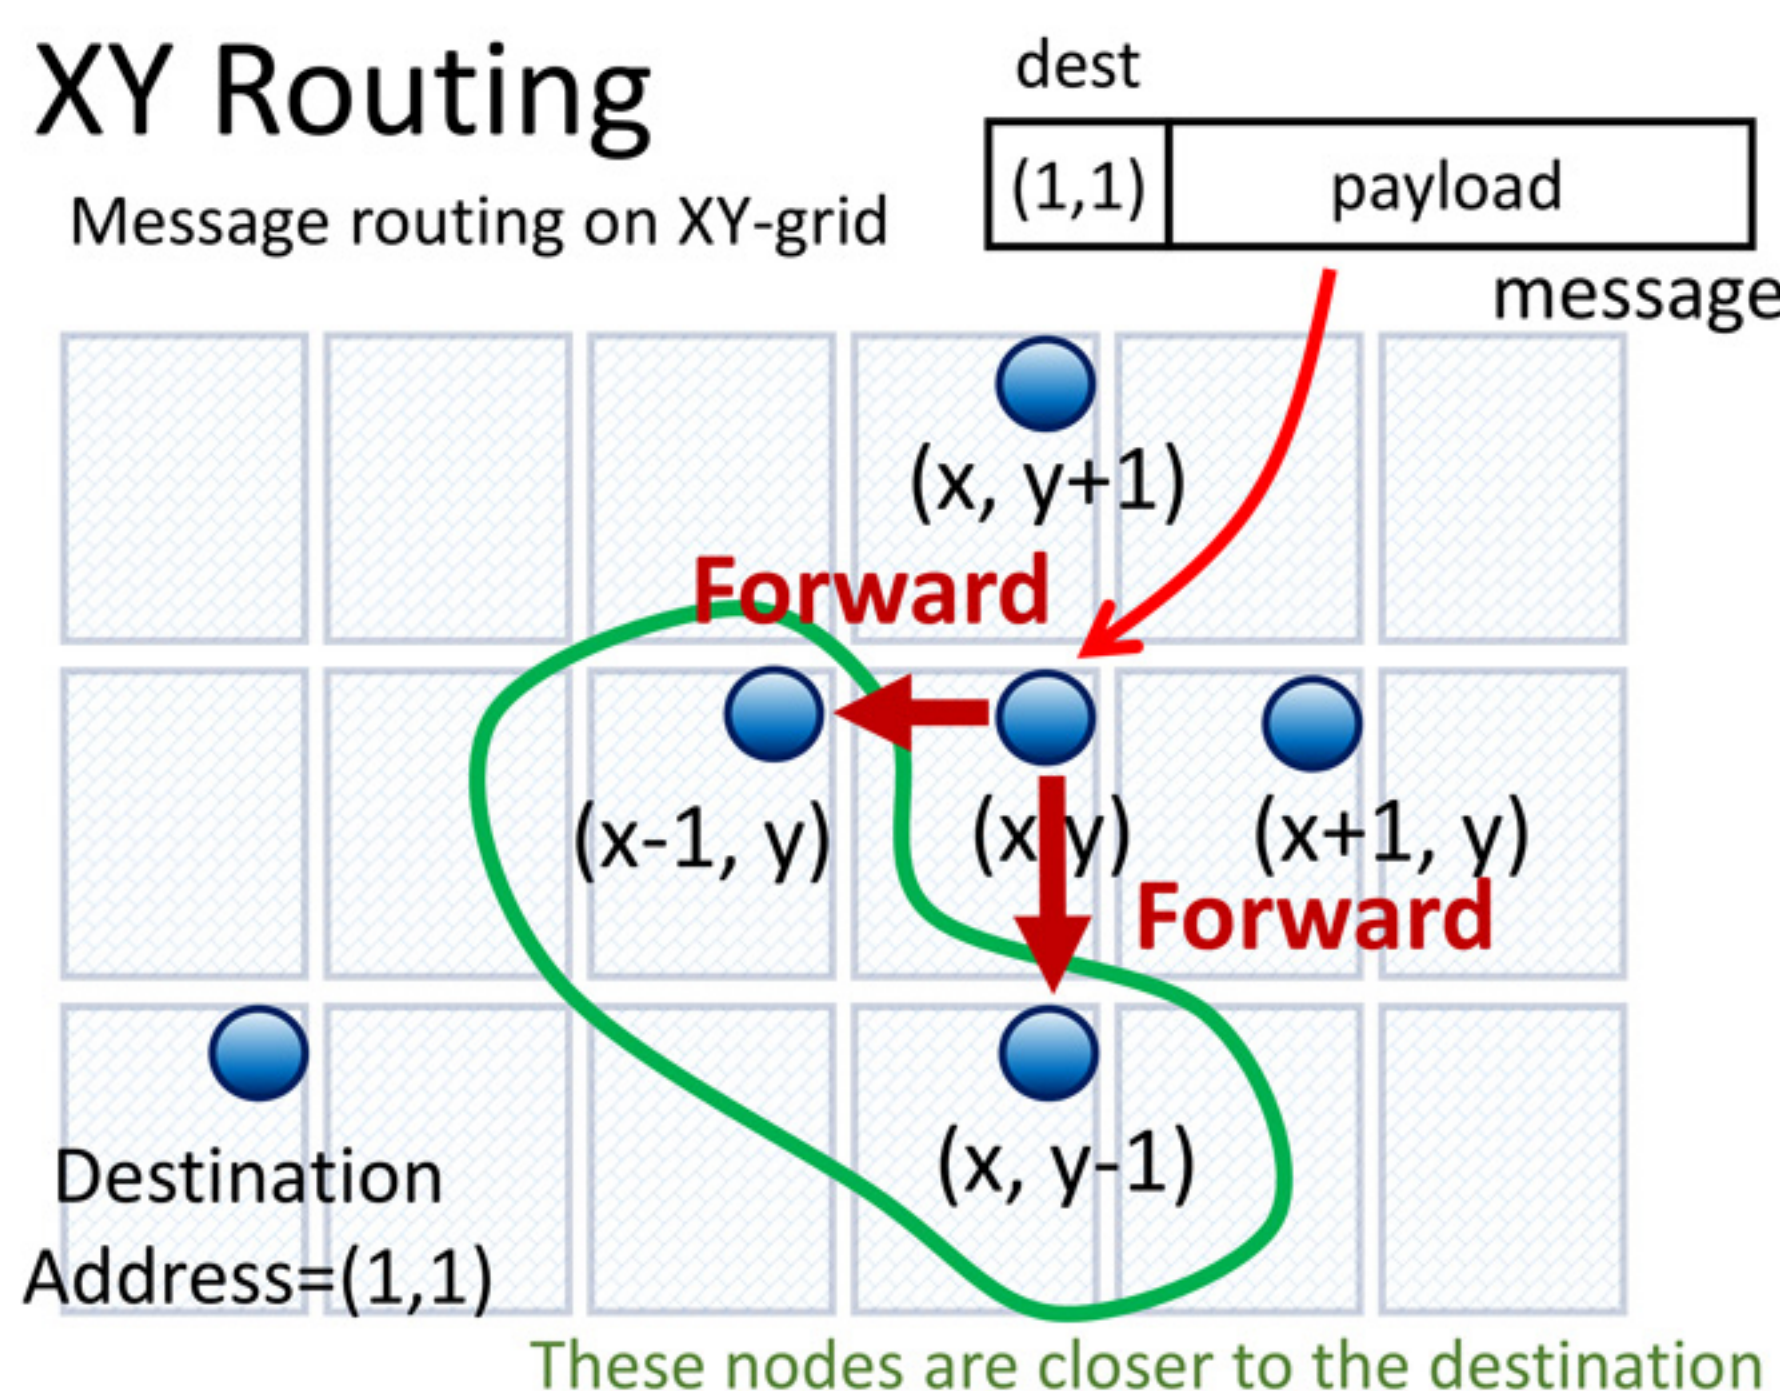 XY Routing
Message routing on XY-grid
dest
(1,1)
payload
message
(x, y+1)
Forward
(x-1, y)
(x y)
(x+1, y)
Forward
(x, y-1)
Destination
Address=(1,1)
These nodes are closer to the destination